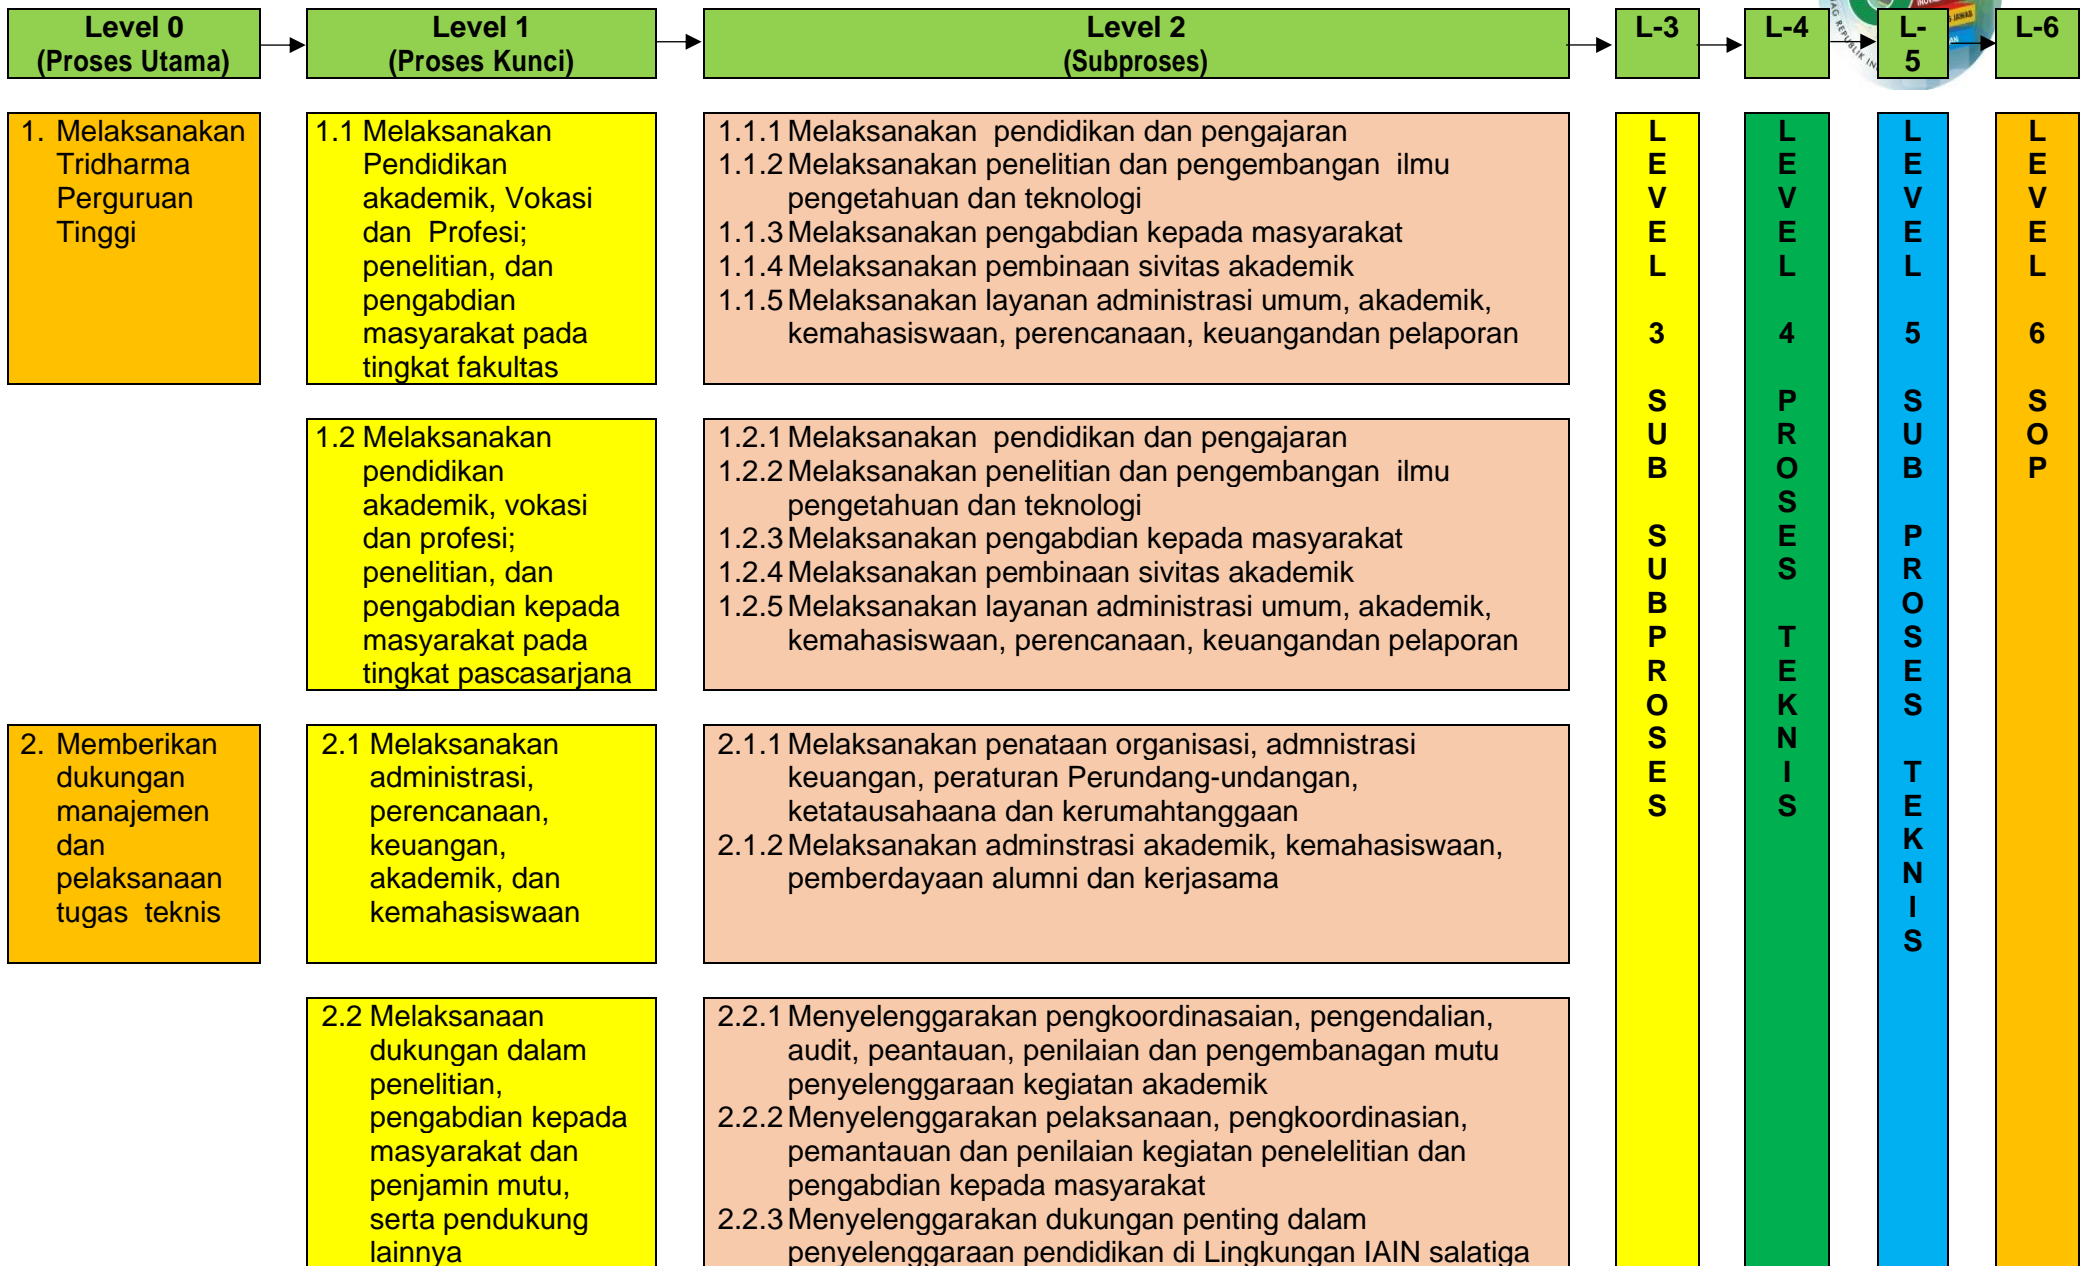 Level 0
(Proses Utama)
Level 1
(Proses Kunci)
Level 2
(Subproses)
L-3
L-4
L-
5
L-6
1. Melaksanakan
Tridharma
Perguruan
Tinggi
1.1 Melaksanakan
Pendidikan
akademik, Vokasi
dan Profesi;
penelitian, dan
pengabdian
masyarakat pada
tingkat fakultas
1.1.1 Melaksanakan pendidikan dan pengajaran
1.1.2 Melaksanakan penelitian dan pengembangan ilmu
pengetahuan dan teknologi
1.1.3 Melaksanakan pengabdian kepada masyarakat
1.1.4 Melaksanakan pembinaan sivitas akademik
1.1.5 Melaksanakan layanan administrasi umum, akademik,
kemahasiswaan, perencanaan, keuangandan pelaporan
1.2 Melaksanakan
pendidikan
akademik, vokasi
dan profesi;
penelitian, dan
pengabdian kepada
masyarakat pada
tingkat pascasarjana
1.2.1 Melaksanakan pendidikan dan pengajaran
1.2.2 Melaksanakan penelitian dan pengembangan ilmu
pengetahuan dan teknologi
1.2.3 Melaksanakan pengabdian kepada masyarakat
1.2.4 Melaksanakan pembinaan sivitas akademik
1.2.5 Melaksanakan layanan administrasi umum, akademik,
kemahasiswaan, perencanaan, keuangandan pelaporan
2. Memberikan
dukungan
manajemen
dan
pelaksanaan
tugas teknis
2.1 Melaksanakan
administrasi,
perencanaan,
keuangan,
akademik, dan
kemahasiswaan
2.1.1 Melaksanakan penataan organisasi, admnistrasi
keuangan, peraturan Perundang-undangan,
ketatausahaana dan kerumahtanggaan
2.1.2 Melaksanakan adminstrasi akademik, kemahasiswaan,
pemberdayaan alumni dan kerjasama
2.2 Melaksanaan
dukungan dalam
penelitian,
pengabdian kepada
masyarakat dan
penjamin mutu,
serta pendukung
lainnya
2.2.1 Menyelenggarakan pengkoordinasaian, pengendalian,
audit, peantauan, penilaian dan pengembanagan mutu
penyelenggaraan kegiatan akademik
2.2.2 Menyelenggarakan pelaksanaan, pengkoordinasian,
pemantauan dan penilaian kegiatan penelelitian dan
pengabdian kepada masyarakat
2.2.3 Menyelenggarakan dukungan penting dalam
penyelenggaraan pendidikan di Lingkungan IAIN salatiga
LEVEL 3 SUB SUBPROSES
LEVEL 4 PROSES TEKNIS
LEVEL 5 SUB PROSES TEKNIS
LEVEL 6 SOP